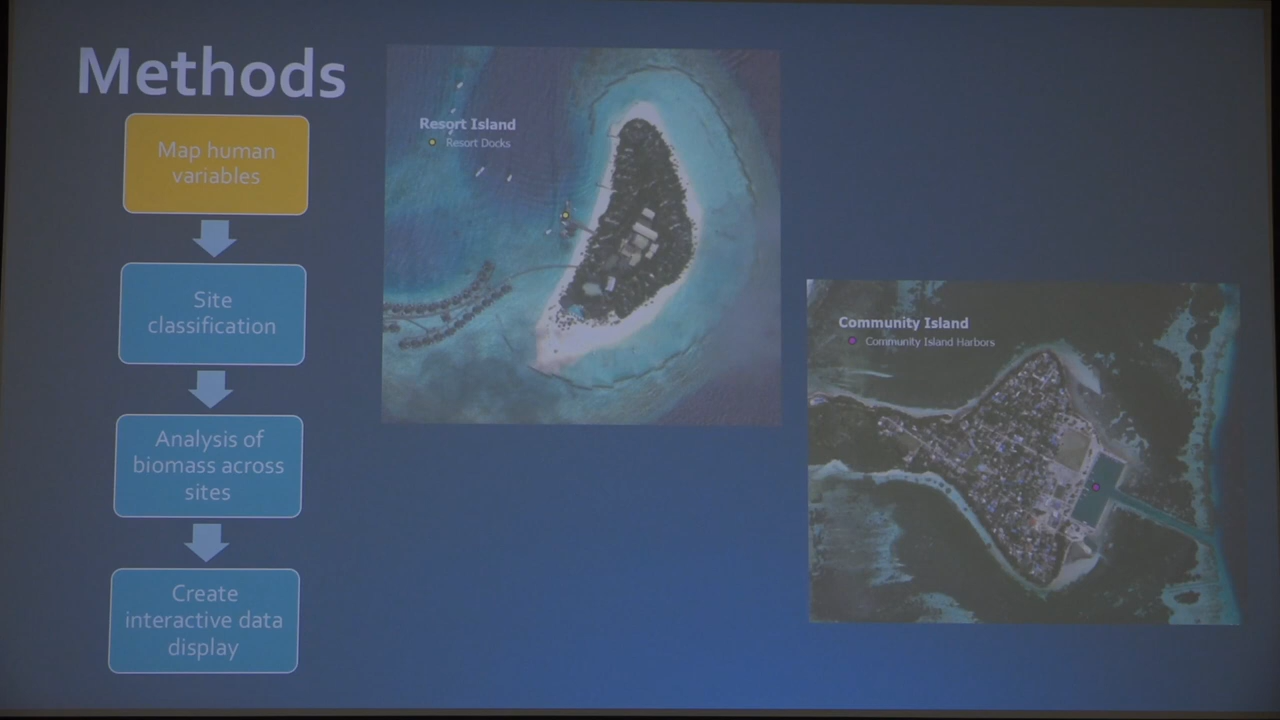 Methods
Map human
variables
Site
classification
Analysis of
biomass across
sites
Create
interactive data
display
Resort Island
Resort Docks
Community Island
Community Island Harbors